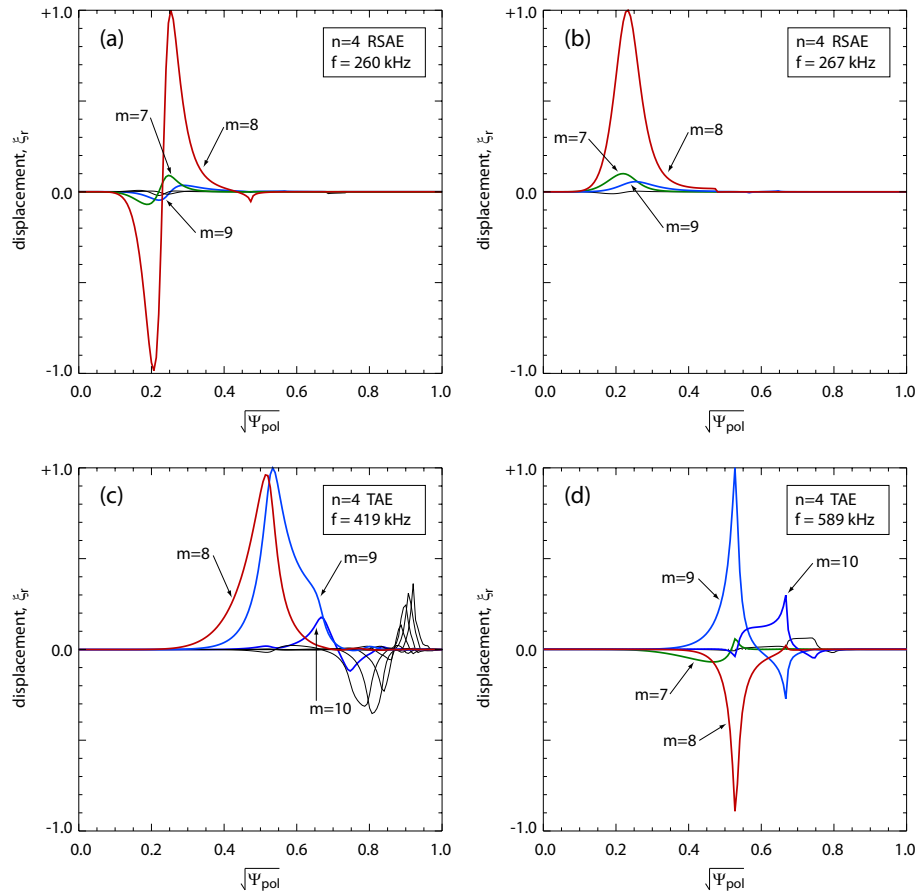 +1.0
(a)
n=4 RSAE
f = 260 kHz
m=7
m=8
displacement, ξr
0.0
m=9
-1.0
0.0 0.2 0.4 0.6 0.8 1.0
√Ψpol
+1.0
(b)
n=4 RSAE
f = 267 kHz
m=7
m=8
displacement, ξr
0.0
m=9
-1.0
0.0 0.2 0.4 0.6 0.8 1.0
√Ψpol
+1.0
(c)
n=4 TAE
f = 419 kHz
m=8
m=9
displacement, ξr
0.0
m=10
-1.0
0.0 0.2 0.4 0.6 0.8 1.0
√Ψpol
+1.0
(d)
n=4 TAE
f = 589 kHz
m=10
m=9
displacement, ξr
0.0
m=7
m=8
-1.0
0.0 0.2 0.4 0.6 0.8 1.0
√Ψpol